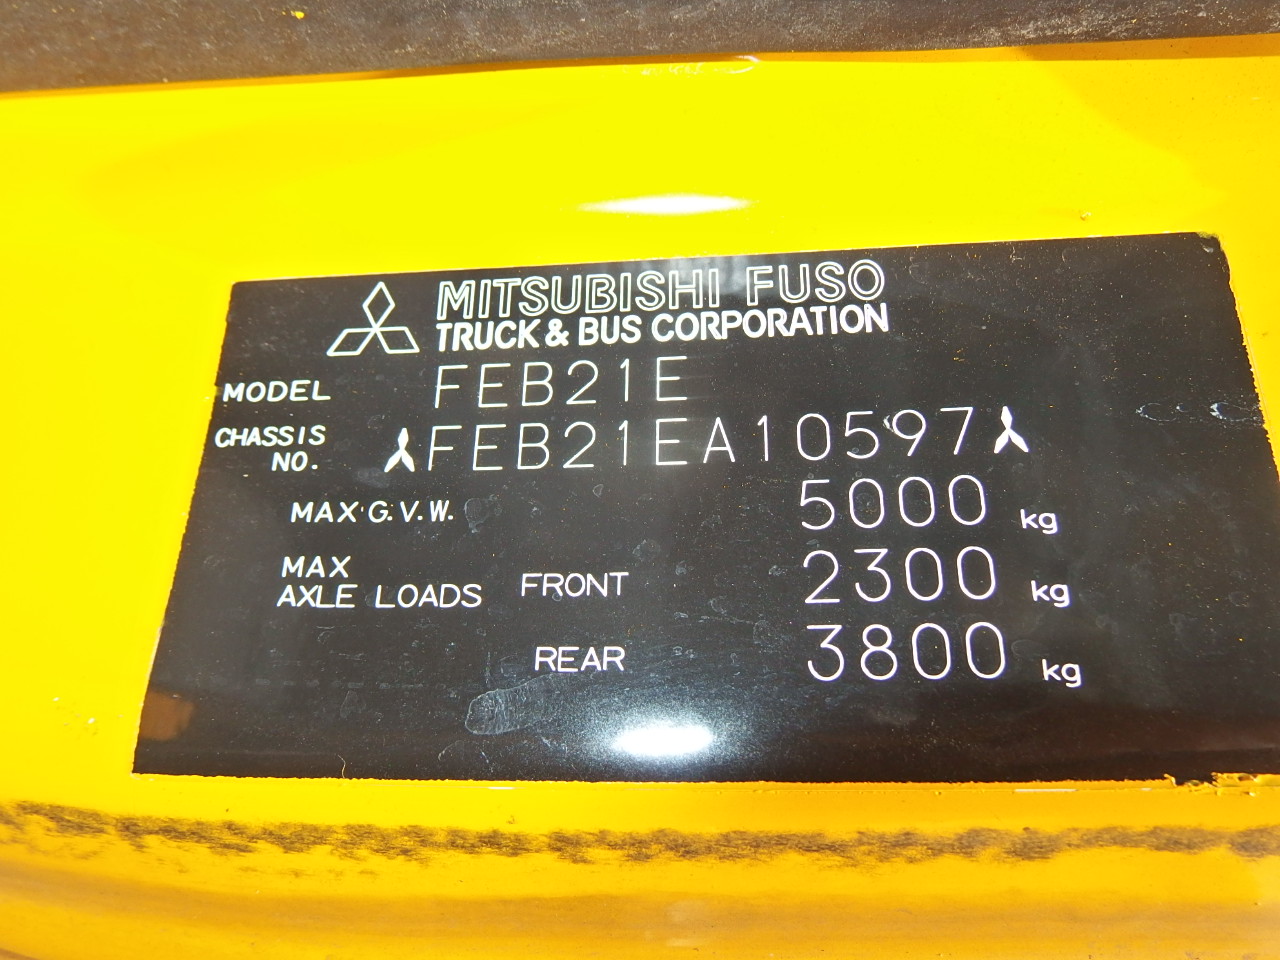 MITSUBISHI FUSO
TRUCK & BUS CORPORATION
MODEL FEB21E
CHASSIS NO. FEB21EA10597
MAX G.V.W. 5000 kg
MAX AXLE LOADS FRONT 2300 kg
REAR 3800 kg